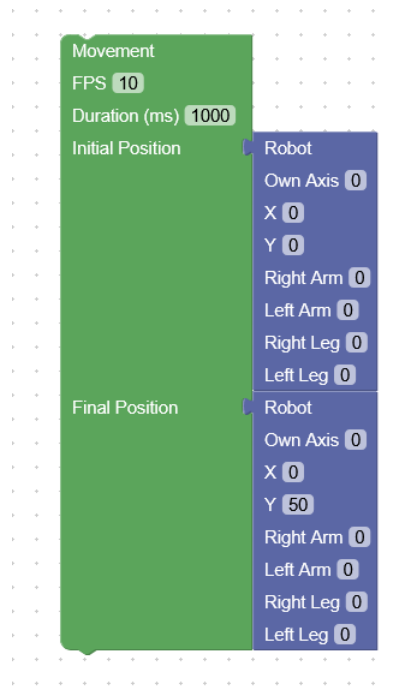 Movement
FPS 10
Duration (ms) 1000
Initial Position Robot
Own Axis 0
X 0
Y 0
Right Arm 0
Left Arm 0
Right Leg 0
Left Leg 0
Final Position Robot
Own Axis 0
X 0
Y 50
Right Arm 0
Left Arm 0
Right Leg 0
Left Leg 0